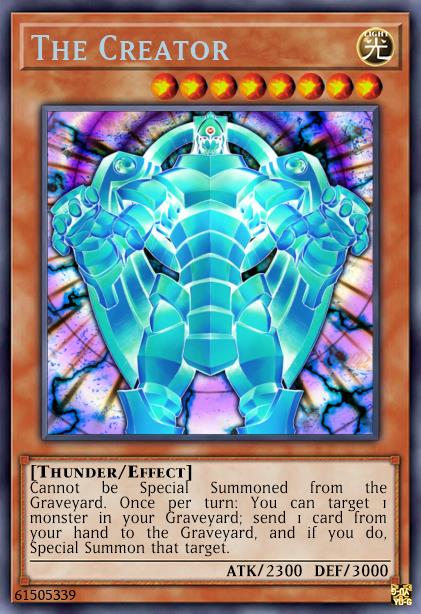 The Creator
LIGHT
光
[Thunder/Effect]
Cannot be Special Summoned from the
Graveyard. Once per turn: You can target 1
monster in your Graveyard; send 1 card from
your hand to the Graveyard, and if you do,
Special Summon that target.
ATK/2300 DEF/3000
61505339